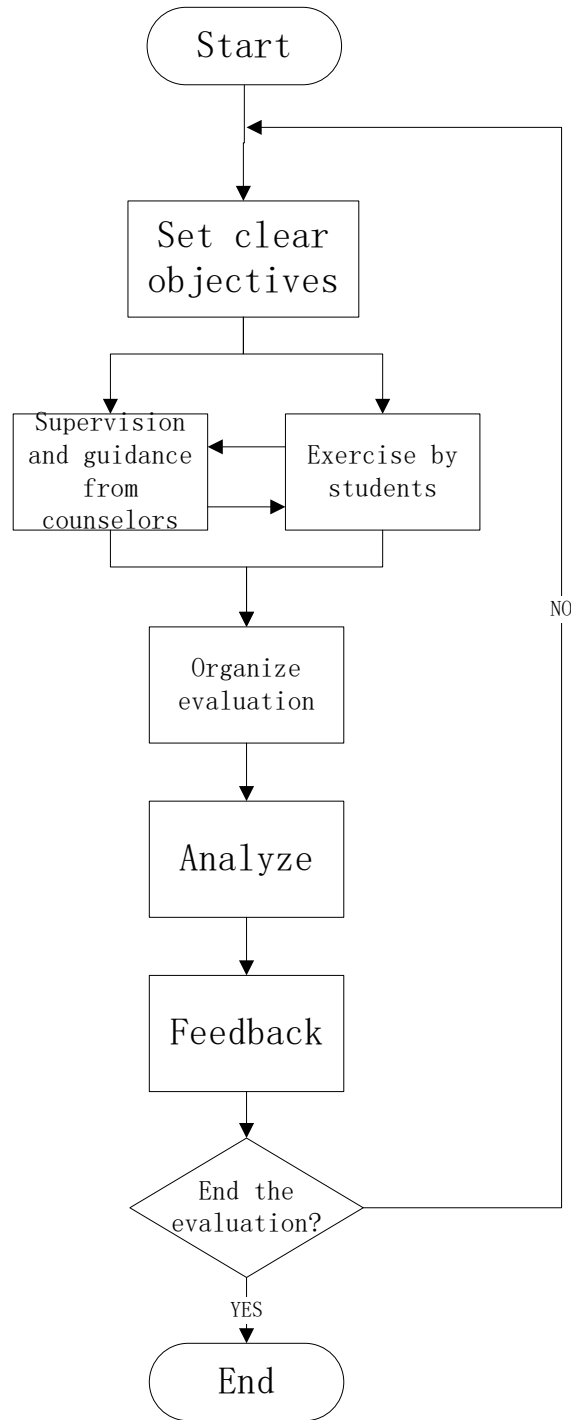 Start
Set clear
objectives
Supervision
and guidance
from
counselors
Exercise by
students
NO
Organize
evaluation
Analyze
Feedback
End the
evaluation?
YES
End